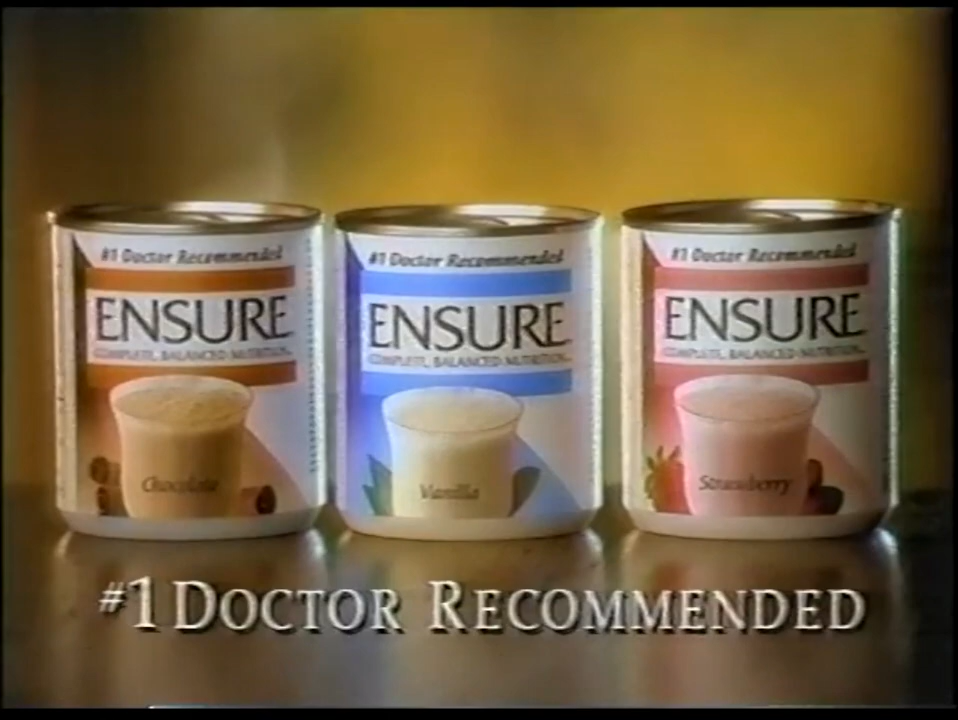 #1 Doctor Recommended
ENSURE
COMPLETE, BALANCED NUTRITION
Chocolate
#1 Doctor Recommended
ENSURE
COMPLETE, BALANCED NUTRITION
Vanilla
#1 Doctor Recommended
ENSURE
COMPLETE, BALANCED NUTRITION
Strawberry
#1 DOCTOR RECOMMENDED